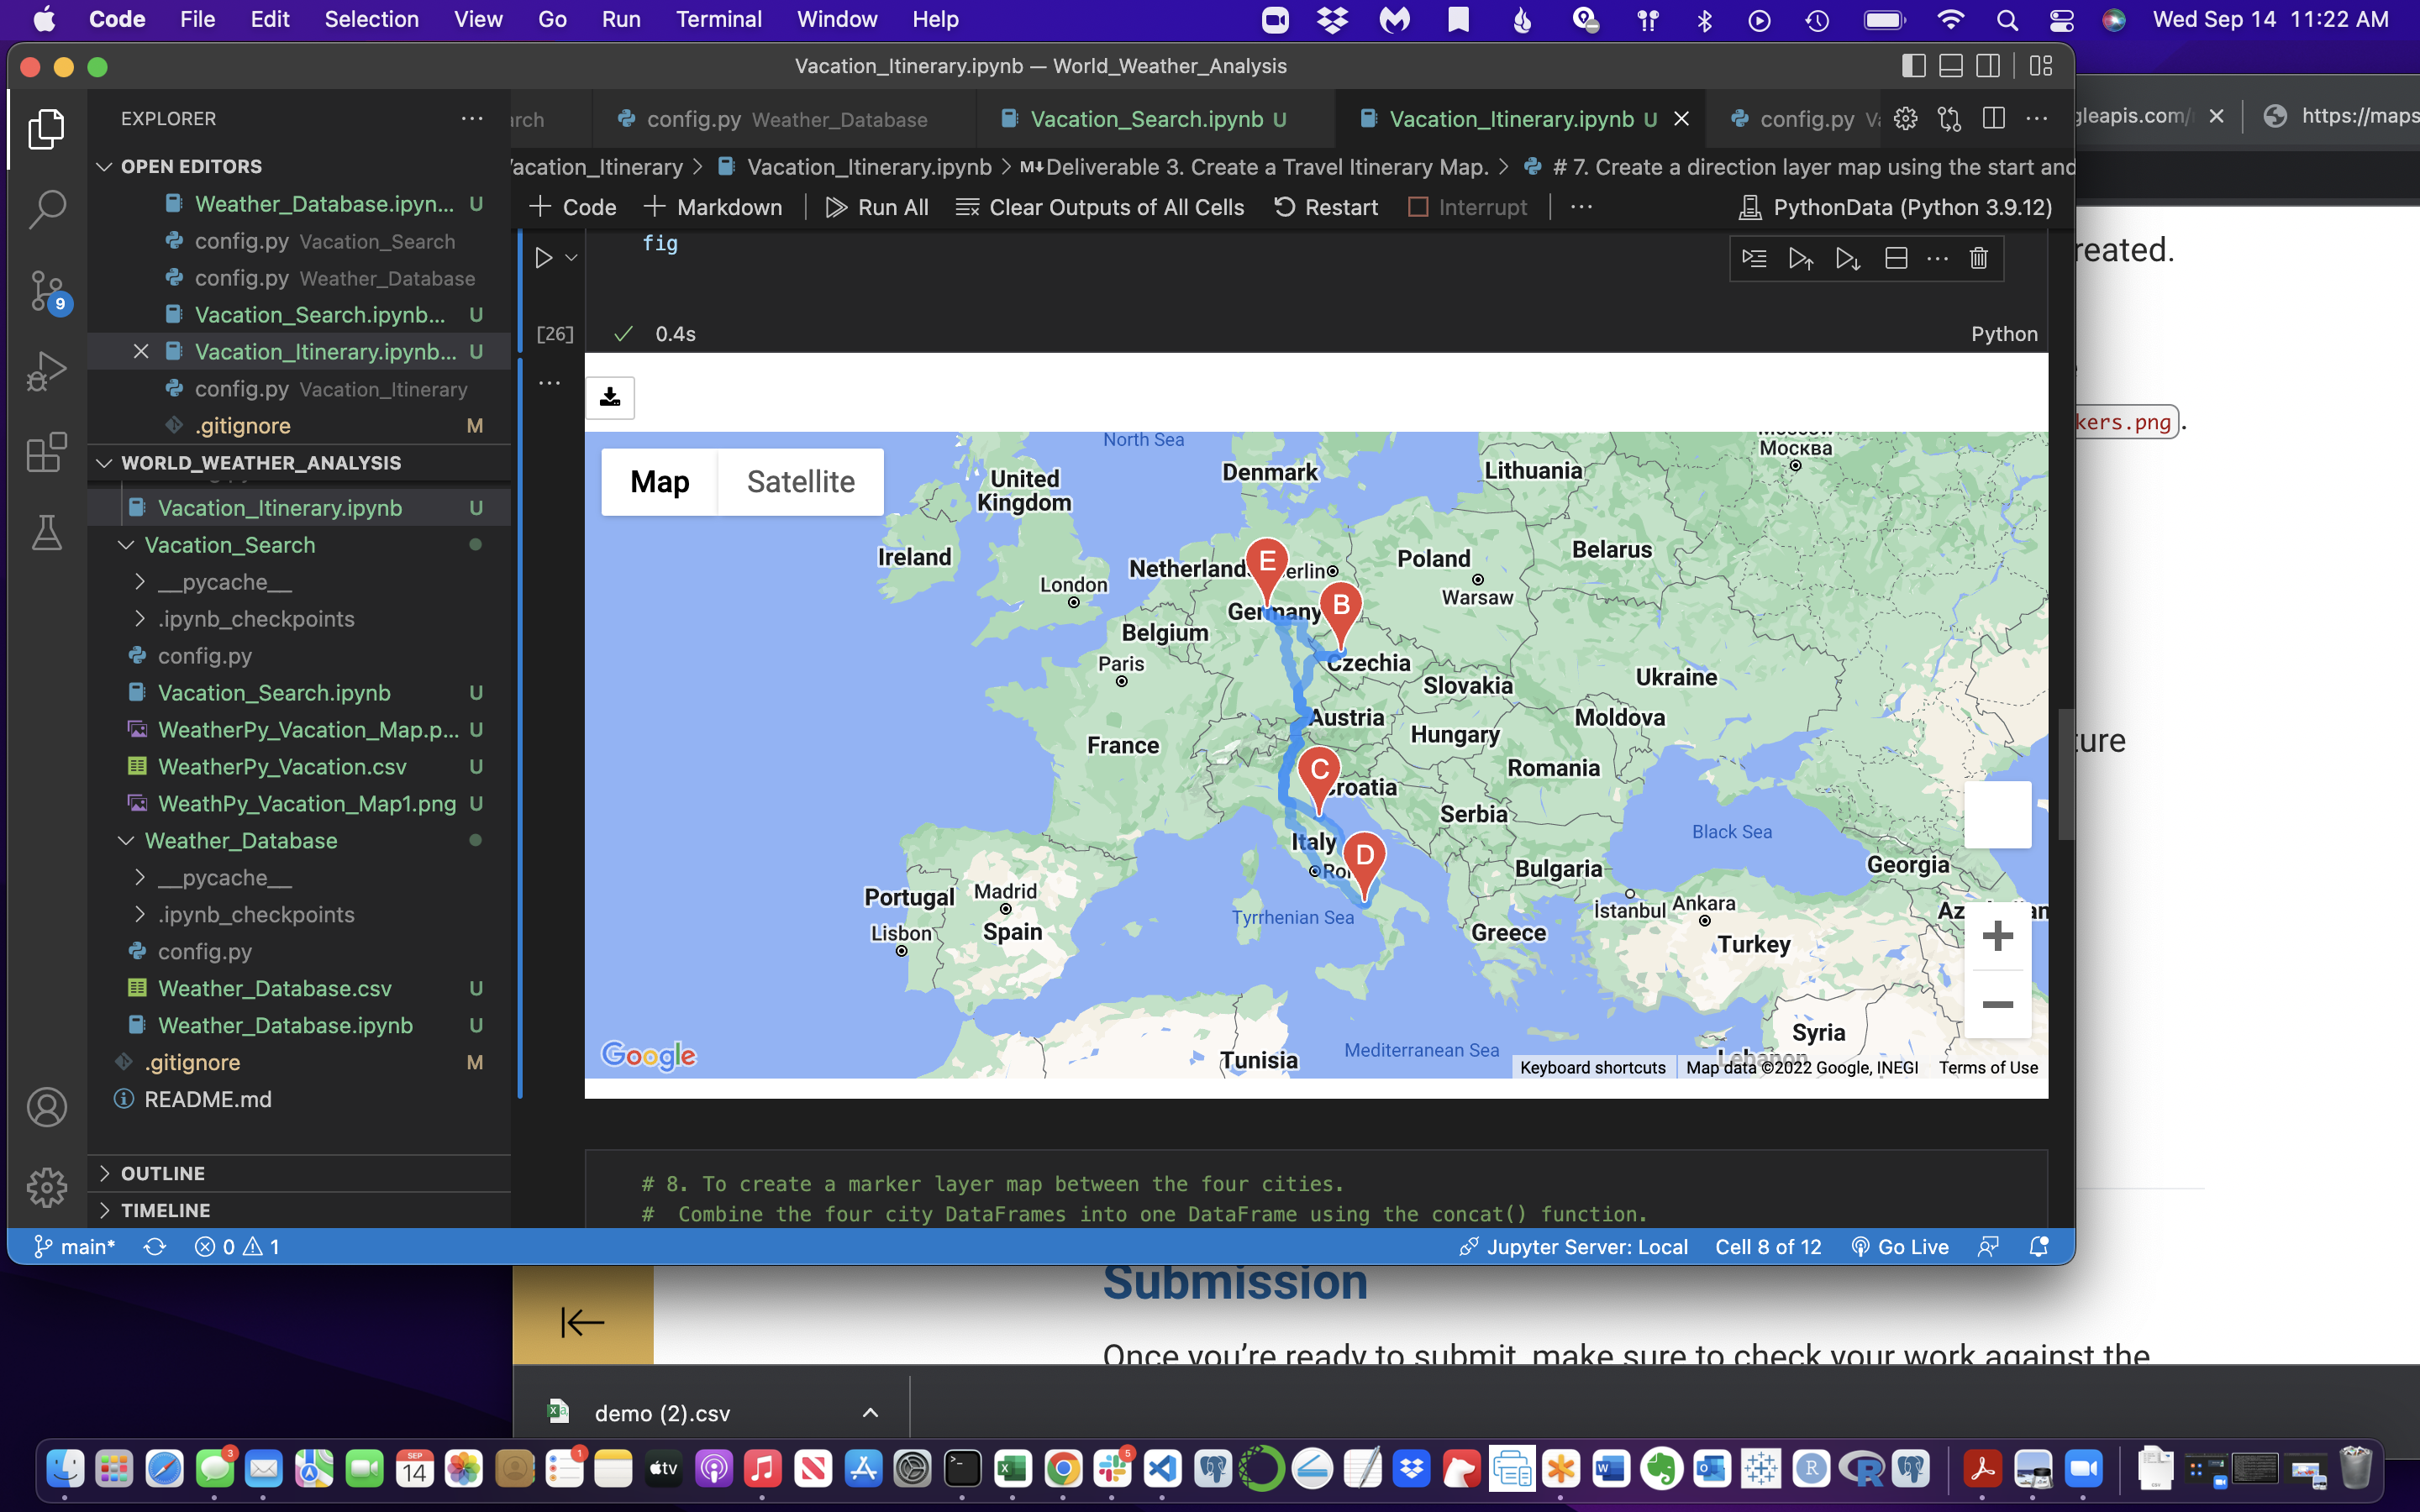 Code File Edit Selection View Go Run Terminal Window Help Wed Sep 14 11:22 AM
Vacation_Itinerary.ipynb — World_Weather_Analysis
EXPLORER
OPEN EDITORS
Weather_Database.ipyn... U
config.py Vacation_Search
config.py Weather_Database
Vacation_Search.ipynb... U
Vacation_Itinerary.ipynb... U
config.py Vacation_Itinerary
.gitignore M
WORLD_WEATHER_ANALYSIS
Vacation_Itinerary.ipynb U
Vacation_Search
__pycache__
.ipynb_checkpoints
config.py
Vacation_Search.ipynb U
WeatherPy_Vacation_Map.p... U
WeatherPy_Vacation.csv U
WeathPy_Vacation_Map1.png U
Weather_Database
__pycache__
.ipynb_checkpoints
config.py
Weather_Database.csv U
Weather_Database.ipynb U
.gitignore M
README.md
OUTLINE
TIMELINE
9
config.py Weather_Database Vacation_Search.ipynb U Vacation_Itinerary.ipynb U config.py
Vacation_Itinerary.ipynb Deliverable 3. Create a Travel Itinerary Map. # 7. Create a direction layer map using the start and
Code Markdown Run All Clear Outputs of All Cells Restart Interrupt PythonData (Python 3.9.12)
fig
[26] 0.4s Python
Map Satellite
North Sea
Москва
Denmark
Lithuania
United
Kingdom
Ireland
Belarus
Poland
E
London
Warsaw
B
Germany
Belgium
Paris
Czechia
Ukraine
Slovakia
Austria
Moldova
France
Hungary
C
Romania
Serbia
Black Sea
Italy
D
Bulgaria
Georgia
Portugal
Madrid
İstanbul
Ankara
Tyrrhenian Sea
Lisbon
Spain
Greece
Turkey
Syria
Lebanon
Tunisia
Mediterranean Sea
Google
Keyboard shortcuts Map data ©2022 Google, INEGI Terms of Use
# 8. To create a marker layer map between the four cities.
# Combine the four city DataFrames into one DataFrame using the concat() function.
main* 0 1 Jupyter Server: Local Cell 8 of 12 Go Live
gleapis.com/ https://maps
reated.
kers.png.
ture
Submission
Once you're ready to submit, make sure to check your work against the
demo (2).csv
3
SEP
14
1
tv
5